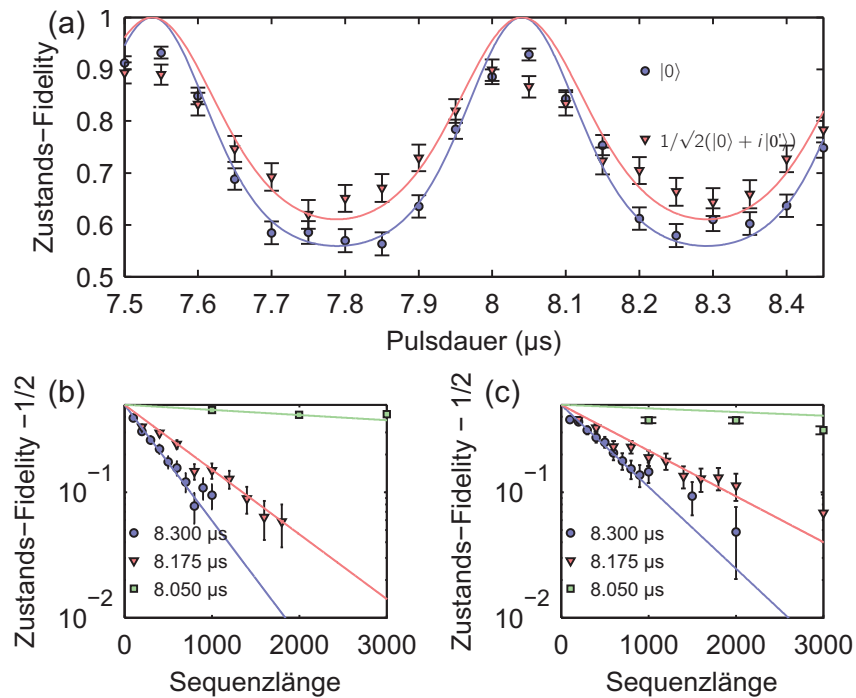 (a)
Zustands-Fidelity
1
0.9
0.8
0.7
0.6
0.5
|0⟩
1/√2(|0⟩ + i|0'⟩)
7.5 7.6 7.7 7.8 7.9 8 8.1 8.2 8.3 8.4
Pulsdauer (µs)
(b)
Zustands-Fidelity -1/2
10⁻¹
10⁻²
8.300 µs
8.175 µs
8.050 µs
0 1000 2000 3000
Sequenzlänge
(c)
Zustands-Fidelity - 1/2
10⁻¹
10⁻²
8.300 µs
8.175 µs
8.050 µs
0 1000 2000 3000
Sequenzlänge